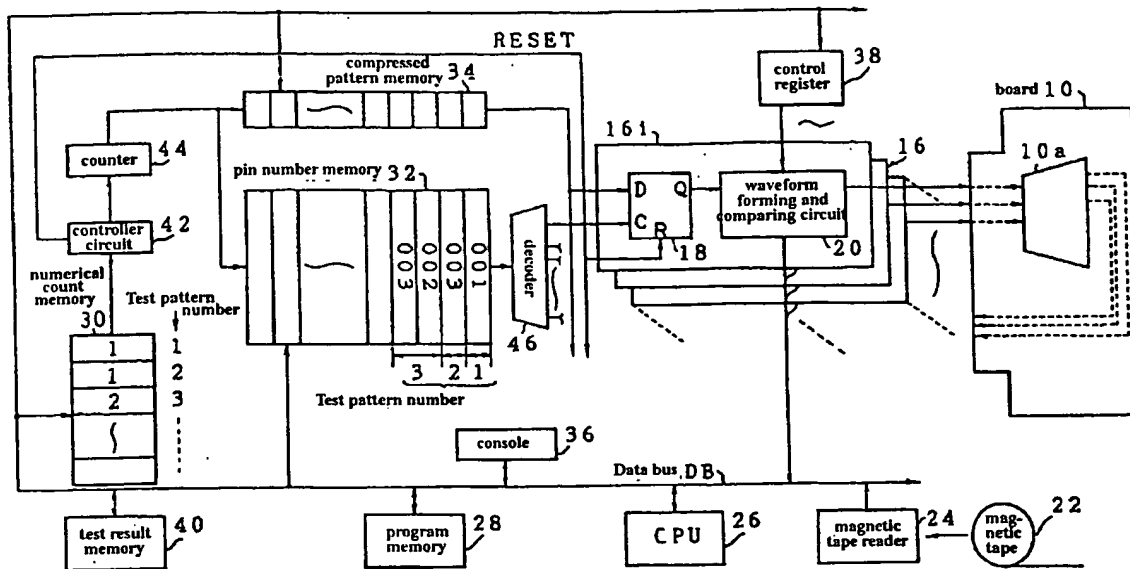 RESET
compressed
pattern memory 34
control
register
38
board 10
counter
44
16i
16
10a
pin number memory 32
controller
circuit
42
D Q
C
R
18
waveform
forming and
comparing circuit
20
numerical
count memory
30
Test pattern
number
003
002
003
001
decoder
46
1 1
1 2
2 3
3 2 1
Test pattern number
console
36
Data bus DB
test result
memory
40
program
memory
28
CPU
26
magnetic
tape reader
24
mag-
netic
tape
22